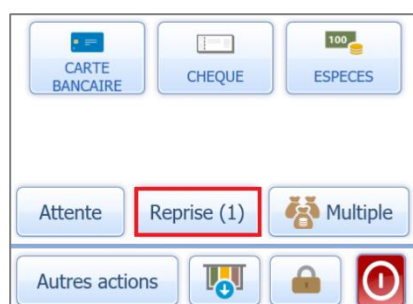 CARTE
BANCAIRE
CHEQUE
100
ESPECES
Attente
Reprise (1)
Multiple
Autres actions